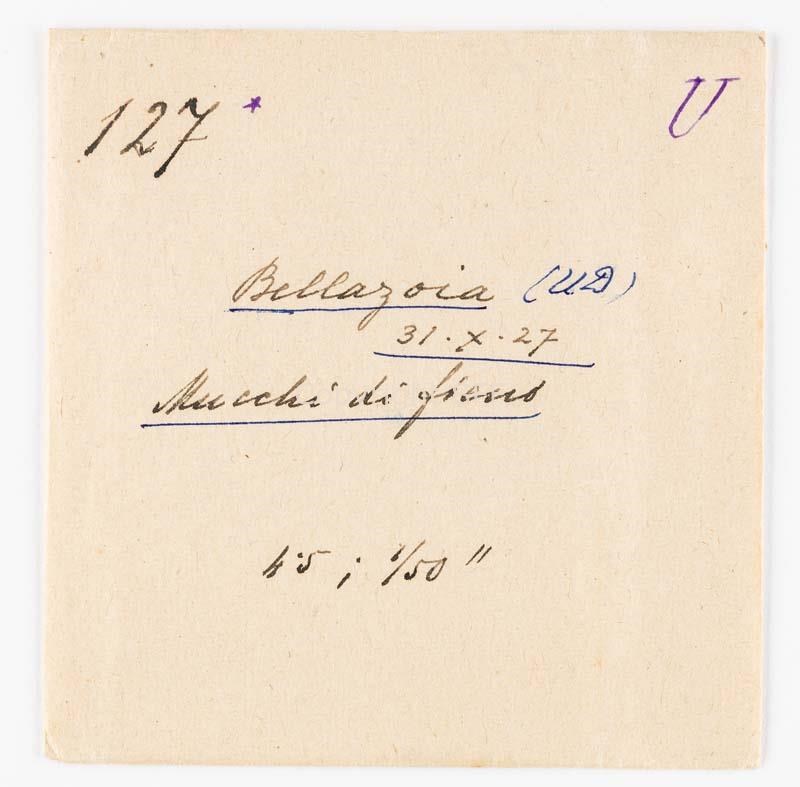 127 * U
Bellazoia (UD)
31·X·27
Mucchi di fieno
4·5 ; 1/50"